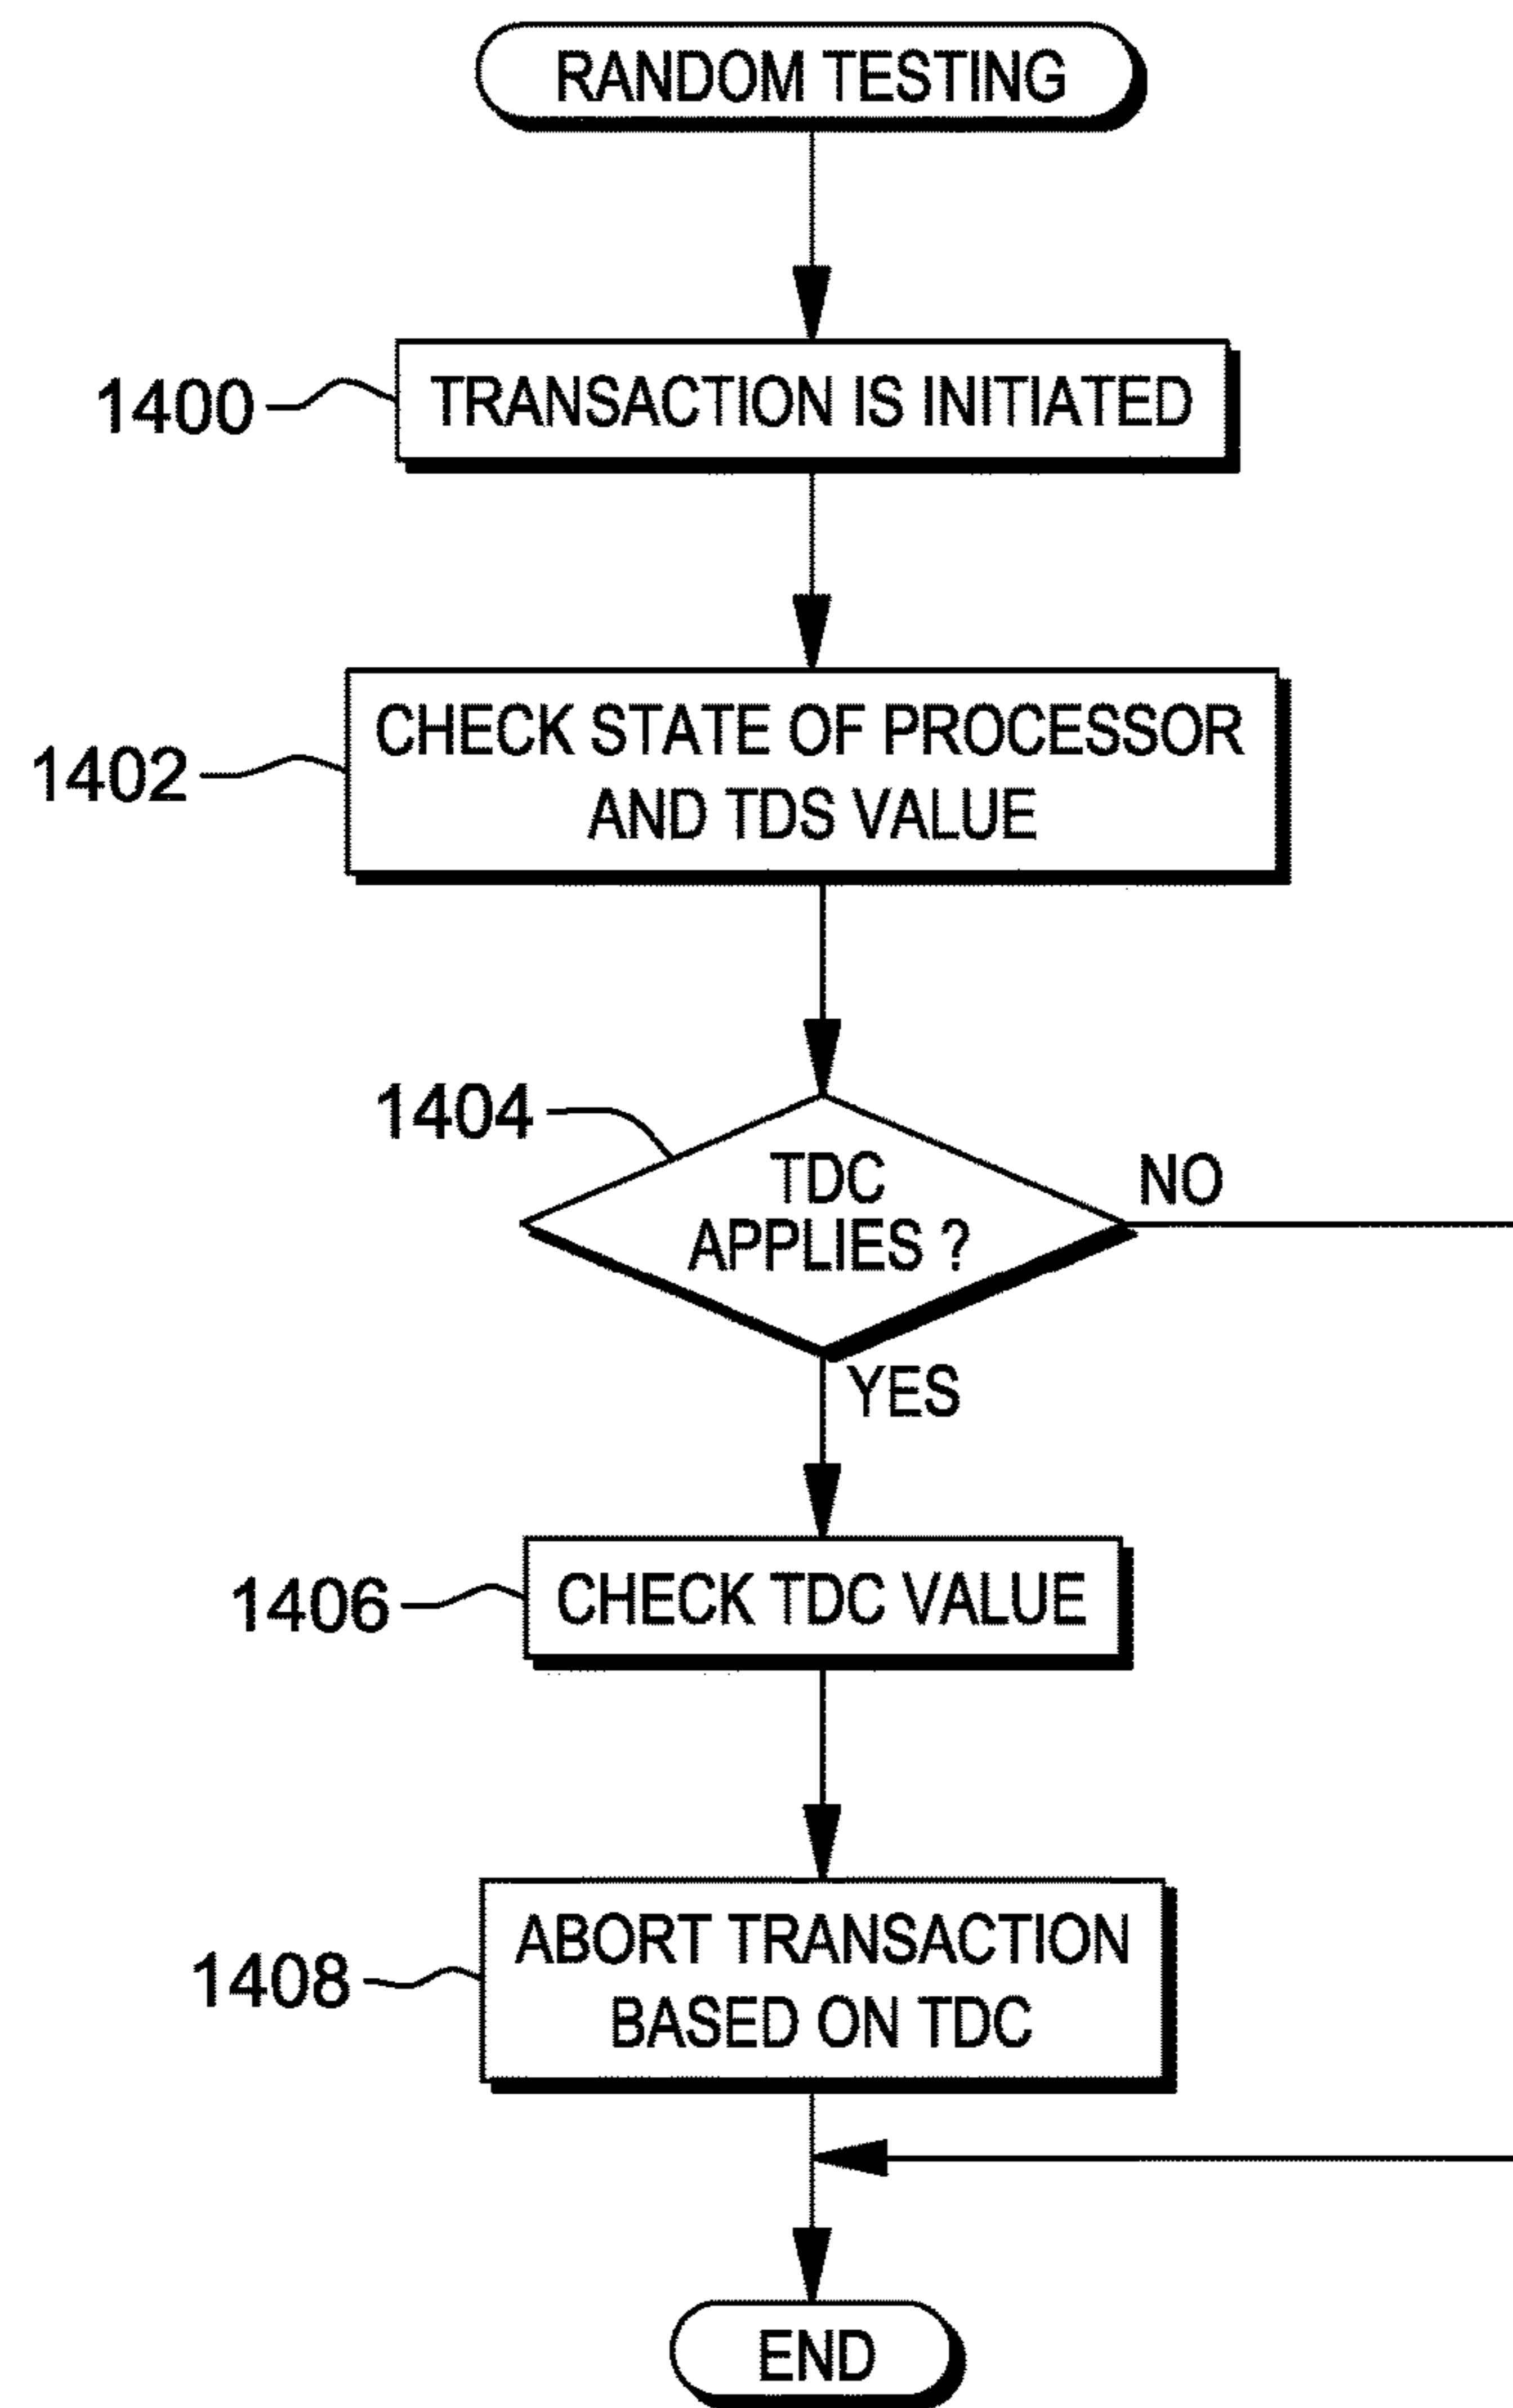 RANDOM TESTING
1400
TRANSACTION IS INITIATED
1402
CHECK STATE OF PROCESSOR
AND TDS VALUE
1404
TDC
APPLIES ?
NO
YES
1406
CHECK TDC VALUE
1408
ABORT TRANSACTION
BASED ON TDC
END